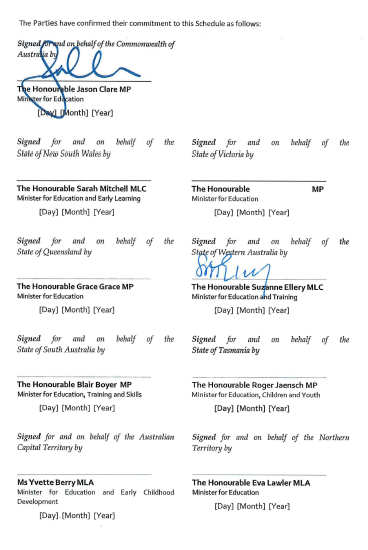 The Parties have confirmed their commitment to this Schedule as follows:
Signed for and on behalf of the Commonwealth of
Australia by
The Honourable Jason Clare MP
Minister for Education
[Day] [Month] [Year]
Signed for and on behalf of the
State of New South Wales by
The Honourable Sarah Mitchell MLC
Minister for Education and Early Learning
[Day] [Month] [Year]
Signed for and on behalf of the
State of Victoria by
The Honourable MP
Minister for Education
[Day] [Month] [Year]
Signed for and on behalf of the
State of Queensland by
The Honourable Grace Grace MP
Minister for Education
[Day] [Month] [Year]
Signed for and on behalf of the
State of Western Australia by
The Honourable Suzanne Ellery MLC
Minister for Education and Training
[Day] [Month] [Year]
Signed for and on behalf of the
State of South Australia by
The Honourable Blair Boyer MP
Minister for Education, Training and Skills
[Day] [Month] [Year]
Signed for and on behalf of the
State of Tasmania by
The Honourable Roger Jaensch MP
Minister for Education, Children and Youth
[Day] [Month] [Year]
Signed for and on behalf of the Australian
Capital Territory by
Ms Yvette Berry MLA
Minister for Education and Early Childhood
Development
[Day] [Month] [Year]
Signed for and on behalf of the Northern
Territory by
The Honourable Eva Lawler MLA
Minister for Education
[Day] [Month] [Year]